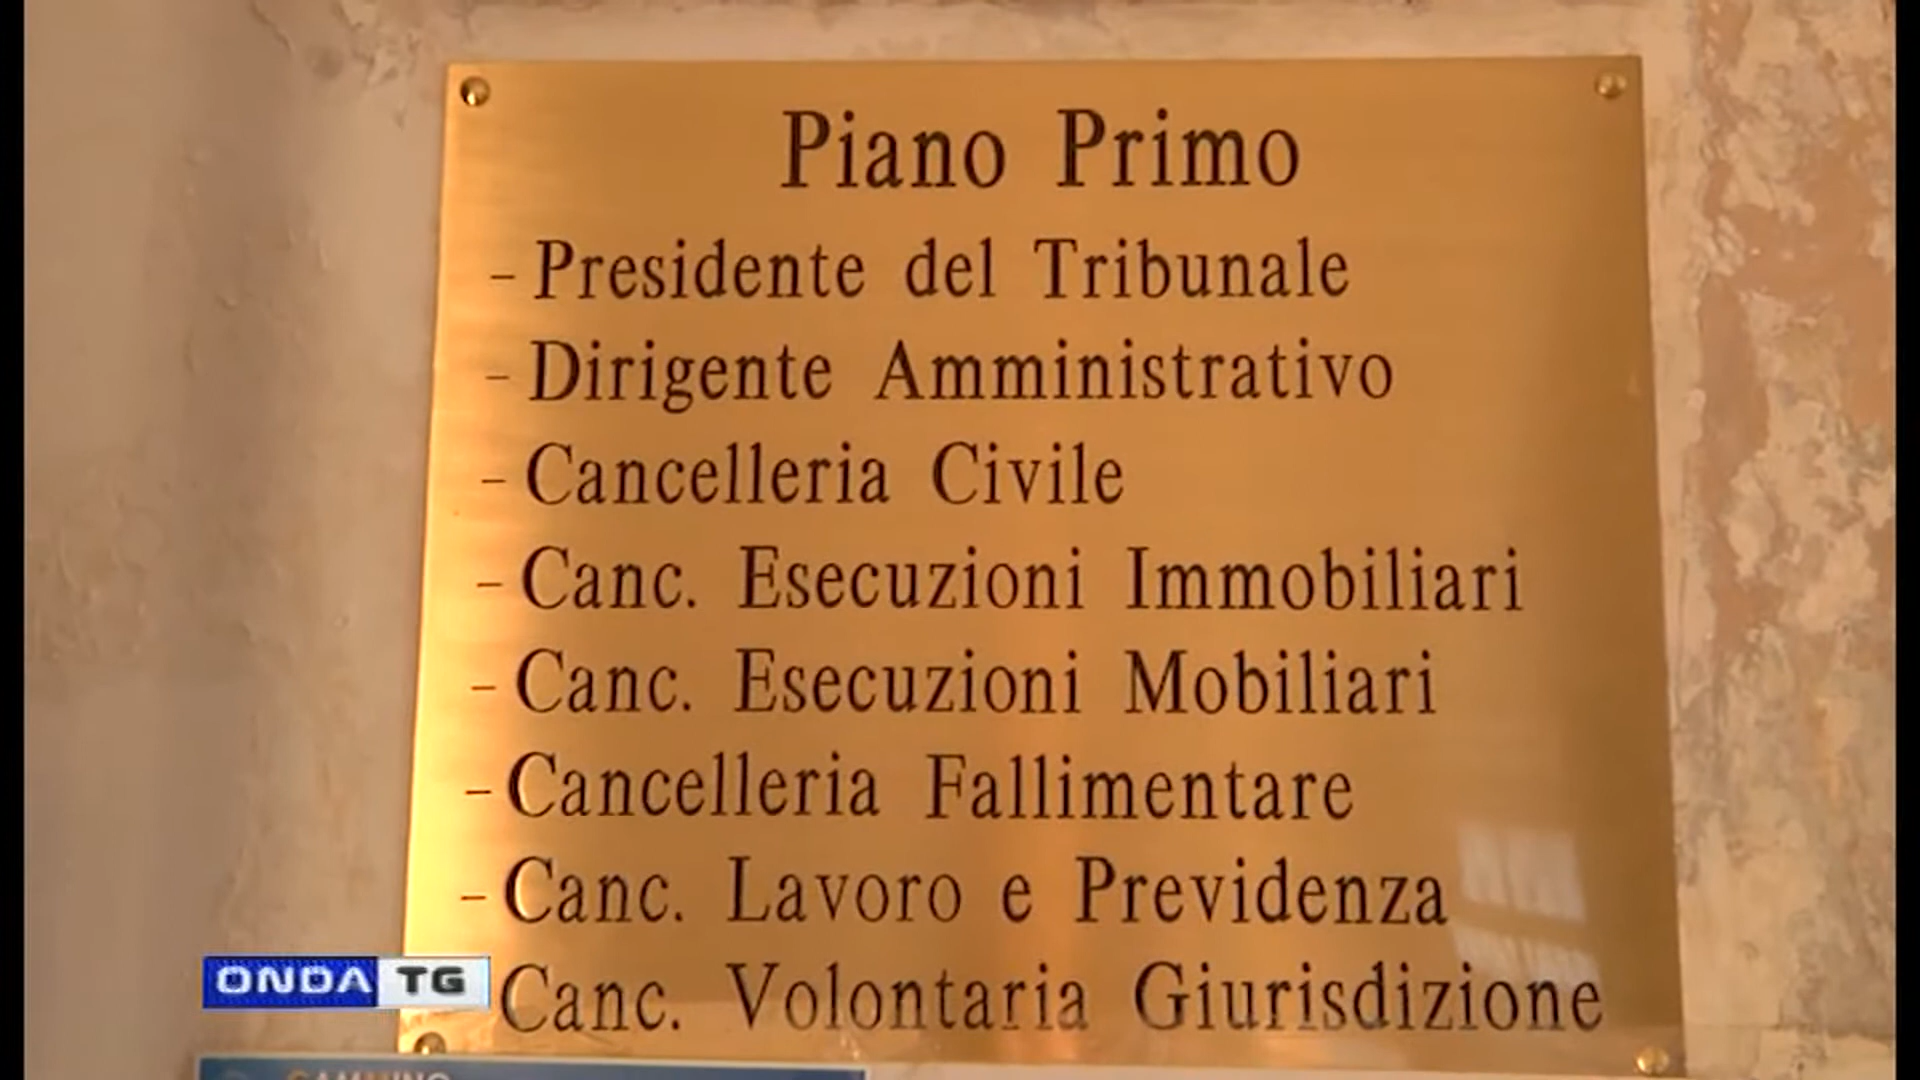 Piano Primo
- Presidente del Tribunale
- Dirigente Amministrativo
- Cancelleria Civile
- Canc. Esecuzioni Immobiliari
- Canc. Esecuzioni Mobiliari
- Cancelleria Fallimentare
- Canc. Lavoro e Previdenza
Canc. Volontaria Giurisdizione
ONDA TG